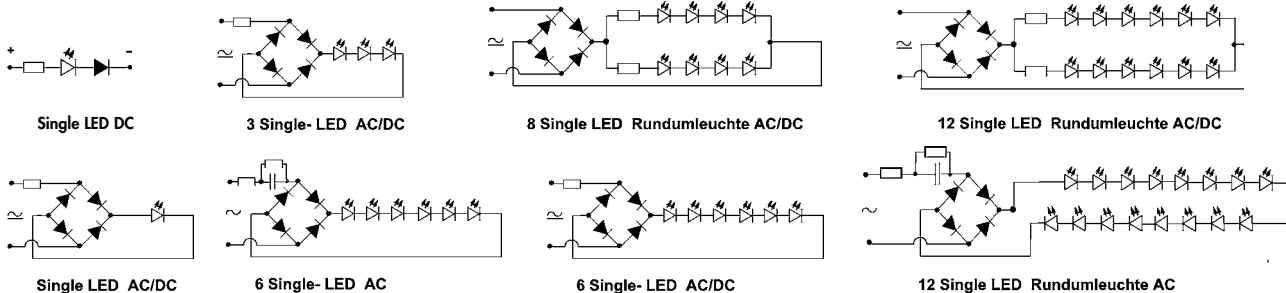 + -
Single LED DC
3 Single- LED AC/DC
8 Single LED Rundumleuchte AC/DC
12 Single LED Rundumleuchte AC/DC
Single LED AC/DC
6 Single- LED AC
6 Single- LED AC/DC
12 Single LED Rundumleuchte AC